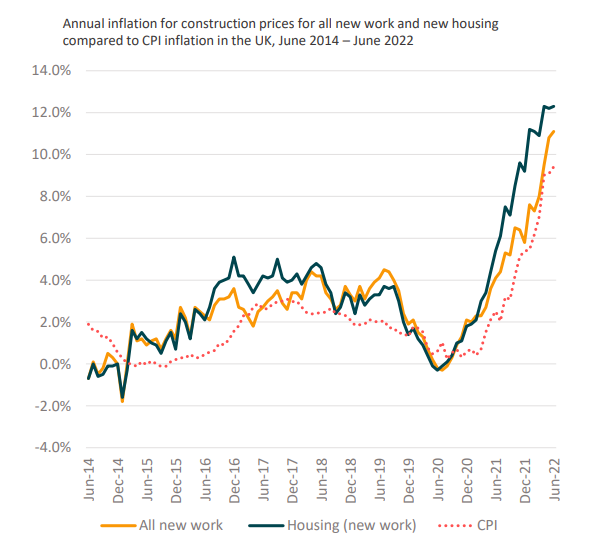 Annual inflation for construction prices for all new work and new housing
compared to CPI inflation in the UK, June 2014 – June 2022
14.0%
12.0%
10.0%
8.0%
6.0%
4.0%
2.0%
0.0%
-2.0%
-4.0%
Jun-14
Dec-14
Jun-15
Dec-15
Jun-16
Dec-16
Jun-17
Dec-17
Jun-18
Dec-18
Jun-19
Dec-19
Jun-20
Dec-20
Jun-21
Dec-21
Jun-22
All new work
Housing (new work)
CPI